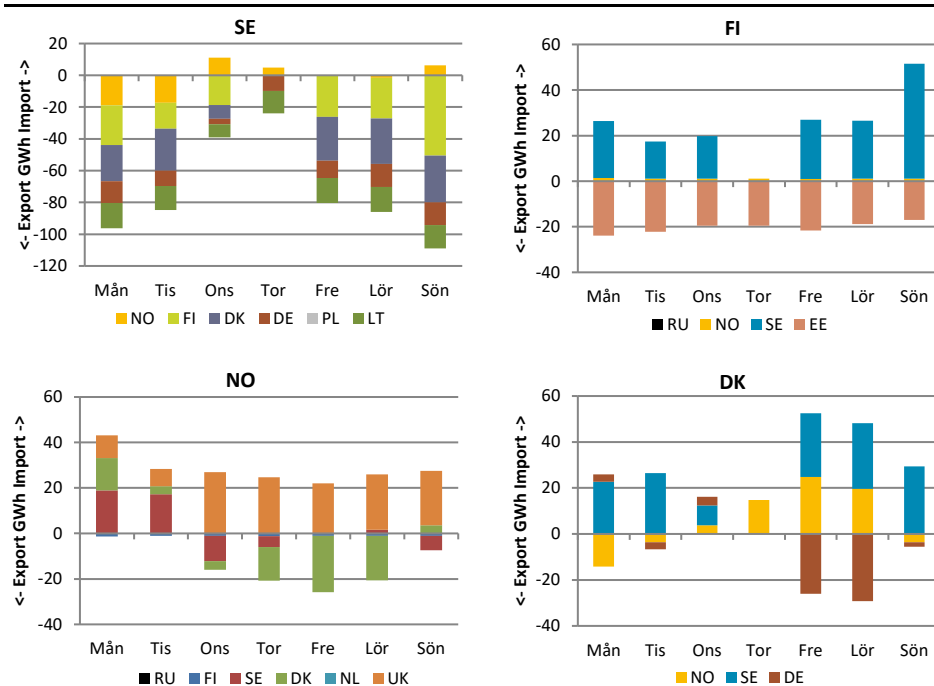 SE
<- Export GWh Import ->
20
0
-20
-40
-60
-80
-100
-120
Mån Tis Ons Tor Fre Lör Sön
NO FI DK DE PL LT
FI
<- Export GWh Import ->
60
40
20
0
-20
-40
Mån Tis Ons Tor Fre Lör Sön
RU NO SE EE
NO
<- Export GWh Import ->
60
40
20
0
-20
-40
Mån Tis Ons Tor Fre Lör Sön
RU FI SE DK NL UK
DK
<- Export GWh Import ->
60
40
20
0
-20
-40
Mån Tis Ons Tor Fre Lör Sön
NO SE DE